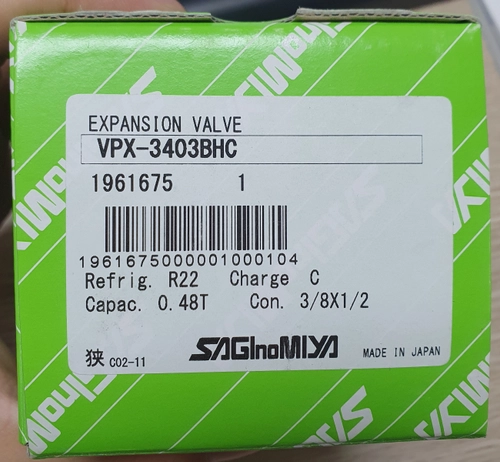 EXPANSION VALVE
VPX-3403BHC
1961675 1
1961675000001000104
Refrig. R22 Charge C
Capac. 0.48T Con. 3/8X1/2
狭 CO2-11 SAGInoMIYA MADE IN JAPAN